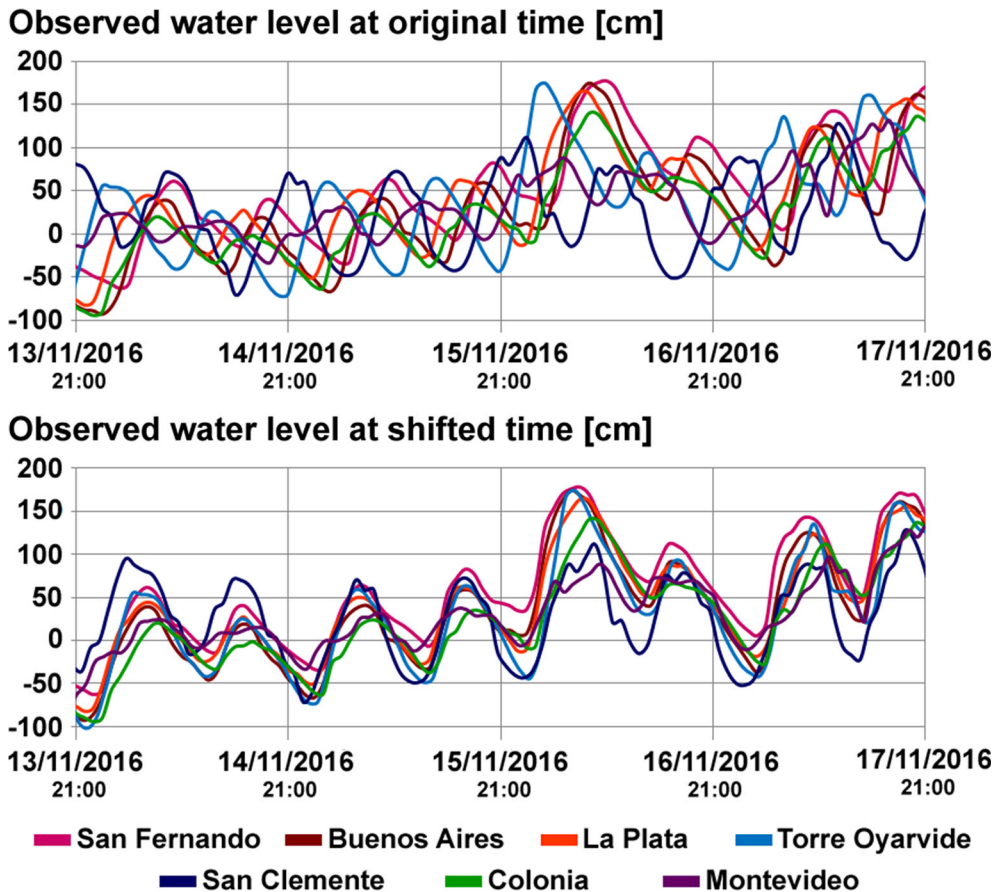 Observed water level at original time [cm]
200
150
100
50
0
-50
-100
13/11/2016 14/11/2016 15/11/2016 16/11/2016 17/11/2016
21:00 21:00 21:00 21:00 21:00
Observed water level at shifted time [cm]
200
150
100
50
0
-50
-100
13/11/2016 14/11/2016 15/11/2016 16/11/2016 17/11/2016
21:00 21:00 21:00 21:00 21:00
San Fernando Buenos Aires La Plata Torre Oyarvide
San Clemente Colonia Montevideo